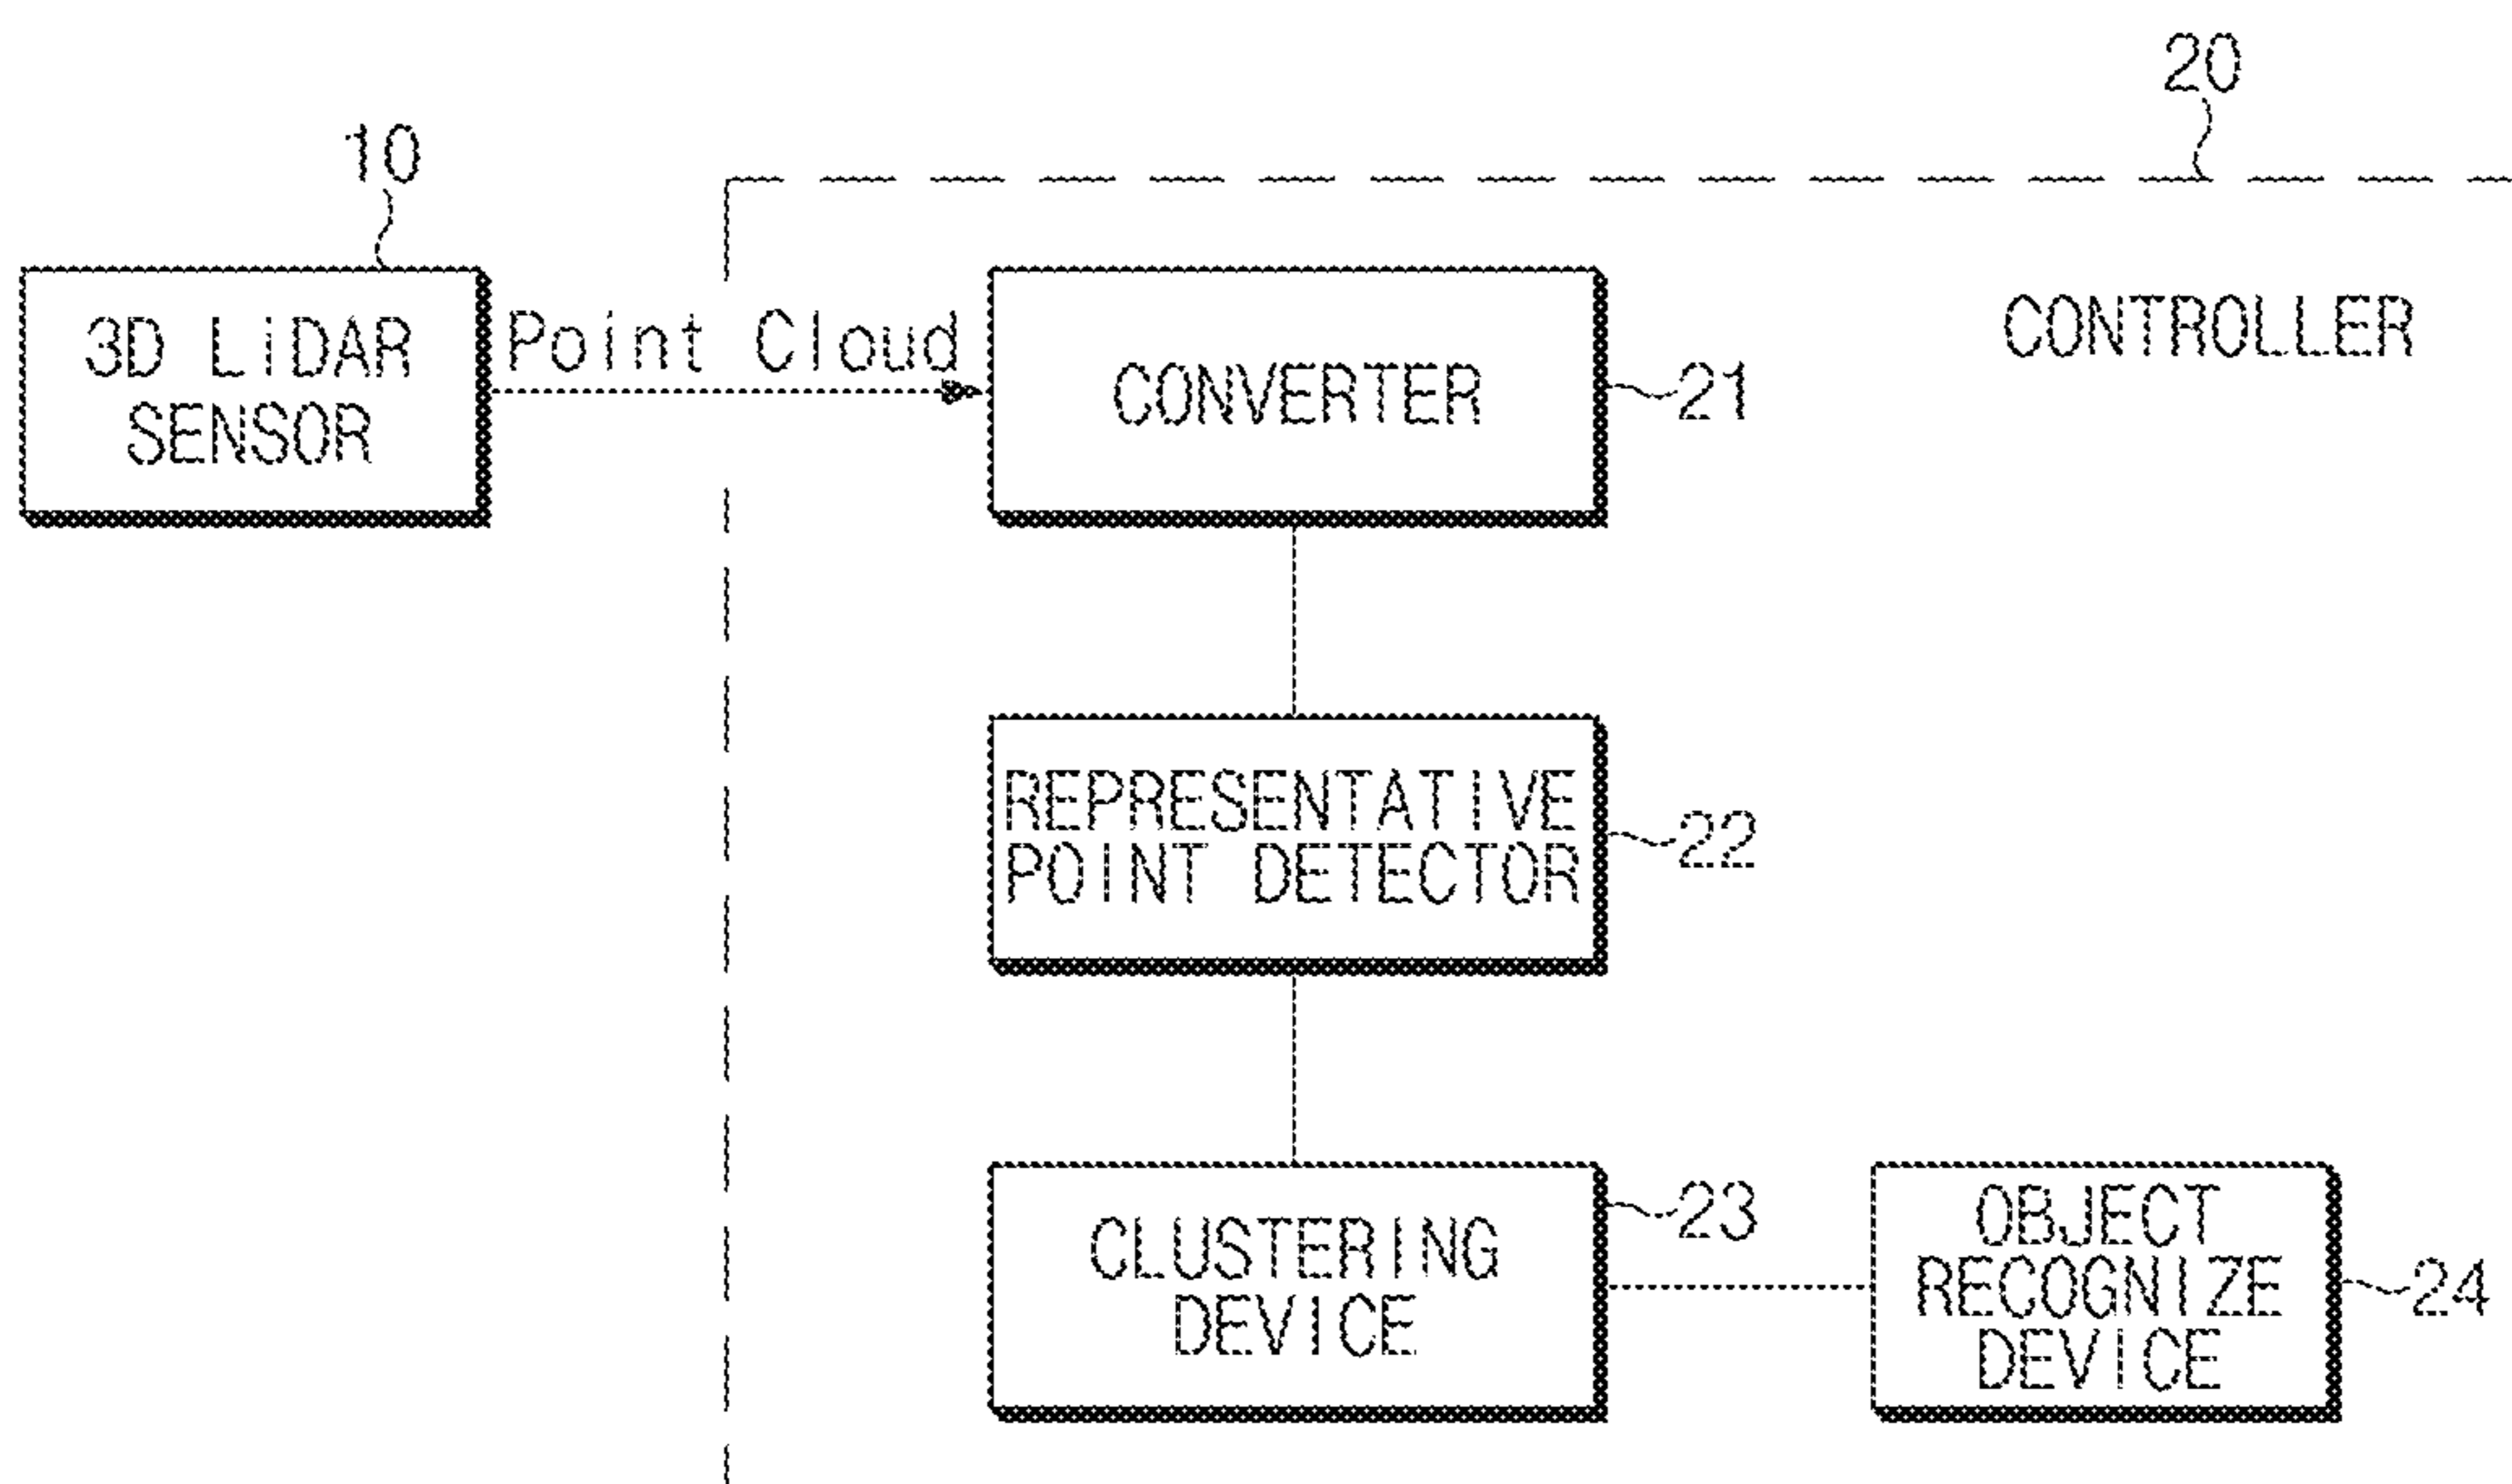 20
10
3D LiDAR
SENSOR
Point Cloud
CONVERTER
21
CONTROLLER
REPRESENTATIVE
POINT DETECTOR
22
CLUSTERING
DEVICE
23
OBJECT
RECOGNIZE
DEVICE
24